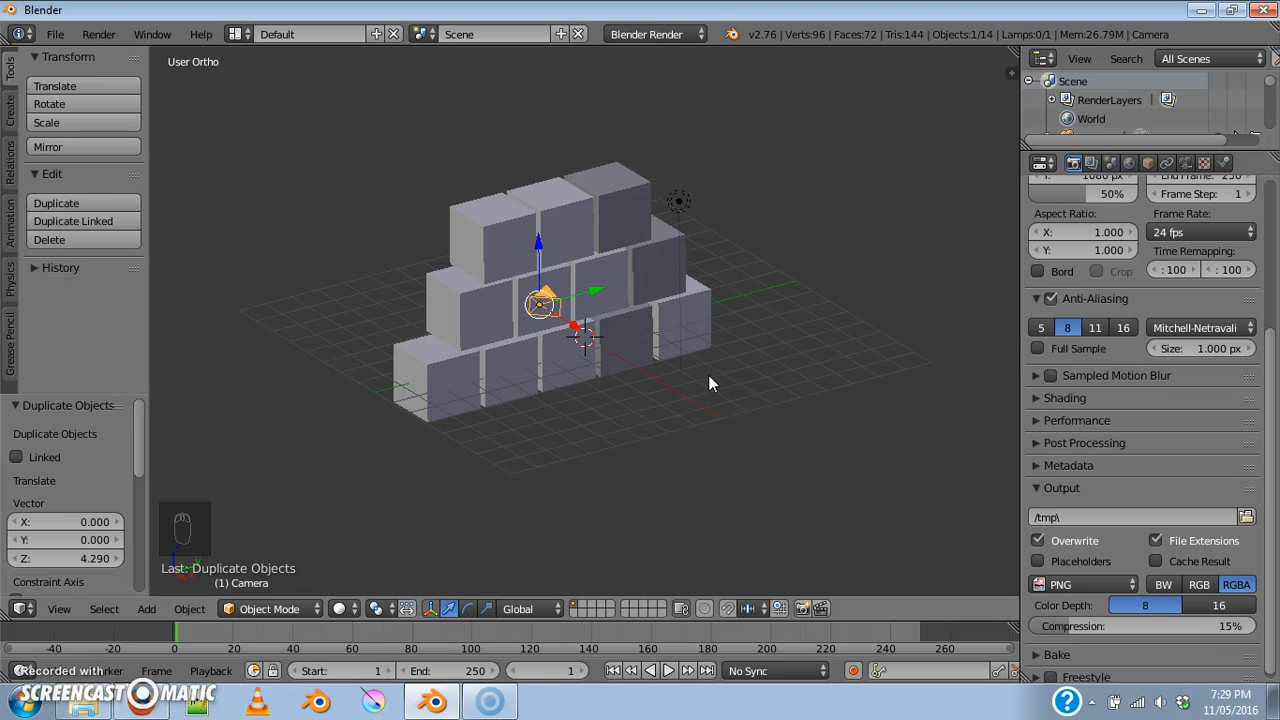 Blender
File Render Window Help Default Scene Blender Render v2.76 | Verts:96 | Faces:72 | Tris:144 | Objects:1/14 | Lamps:0/1 | Mem:26.79M | Camera
Tools
Create
Relations
Animation
Physics
Grease Pencil
Transform
Translate
Rotate
Scale
Mirror
Edit
Duplicate
Duplicate Linked
Delete
History
Duplicate Objects
Duplicate Objects
Linked
Translate
Vector
X: 0.000
Y: 0.000
Z: 4.290
Constraint Axis
User Ortho
Last: Duplicate Objects
(1) Camera
View Select Add Object Object Mode Global
-40 -20 0 20 40 60 80 100 120 140 160 180 200 220 240 260
Marker Frame Playback Start: 1 End: 250 1 No Sync
View Search All Scenes
Scene
RenderLayers
World
1080 px
50%
Frame Step: 1
Aspect Ratio: Frame Rate:
X: 1.000 24 fps
Y: 1.000 Time Remapping:
Bord Crop : 100 : 100
Anti-Aliasing
5 8 11 16 Mitchell-Netravali
Full Sample Size: 1.000 px
Sampled Motion Blur
Shading
Performance
Post Processing
Metadata
Output
/tmp\
Overwrite File Extensions
Placeholders Cache Result
PNG BW RGB RGBA
Color Depth: 8 16
Compression: 15%
Bake
Freestyle
Recorded with
SCREENCAST MATIC
7:29 PM
11/05/2016